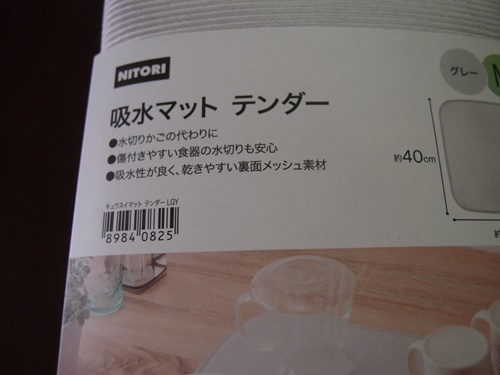 NITORI
グレー
吸水マット テンダー
●水切りかごの代わりに
●傷付きやすい食器の水切りも安心
●吸水性が良く、乾きやすい裏面メッシュ素材
約40cm
キュウスイマット テンダー LGY
8984 0825
約